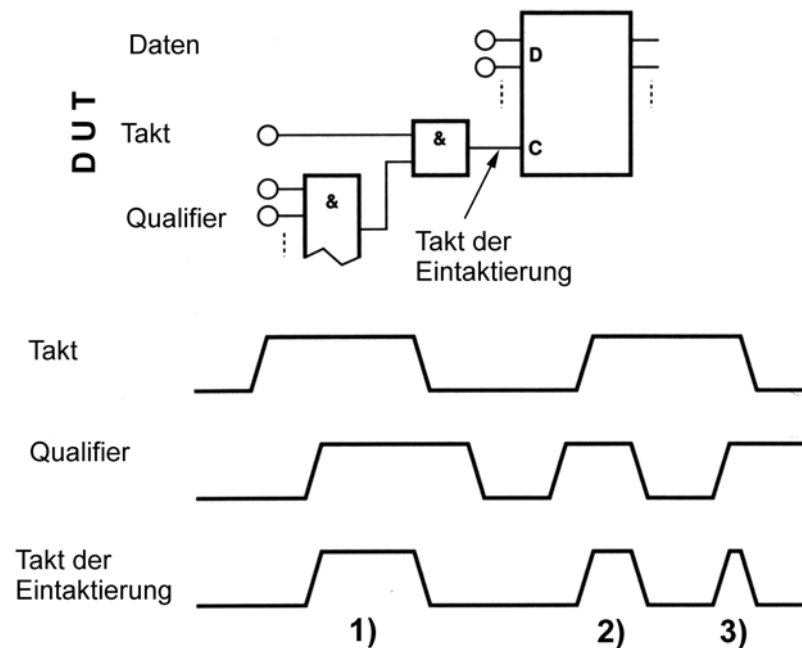 Daten
D
DUT
Takt
&
C
&
Qualifier
Takt der
Eintaktierung
Takt
Qualifier
Takt der
Eintaktierung
1)
2)
3)